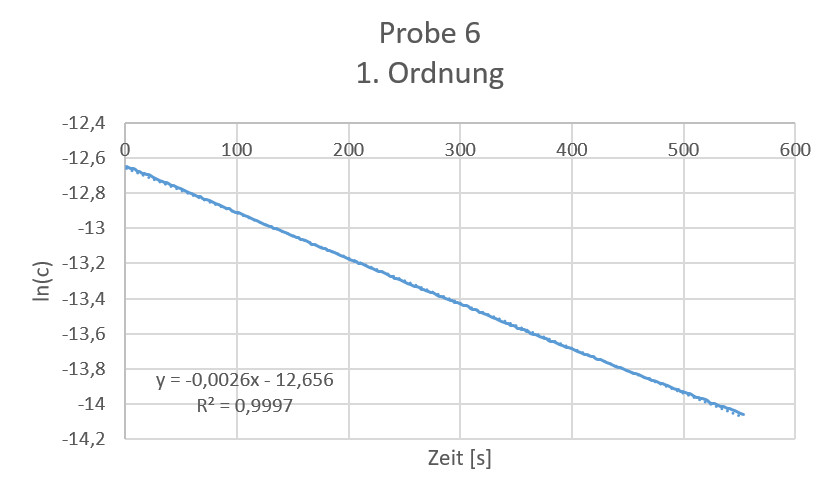 Probe 6
1. Ordnung
-12,4
0 100 200 300 400 500 600
-12,6
-12,8
-13
-13,2
-13,4
-13,6
-13,8
-14
-14,2
ln(c)
y = -0,0026x - 12,656
R² = 0,9997
Zeit [s]